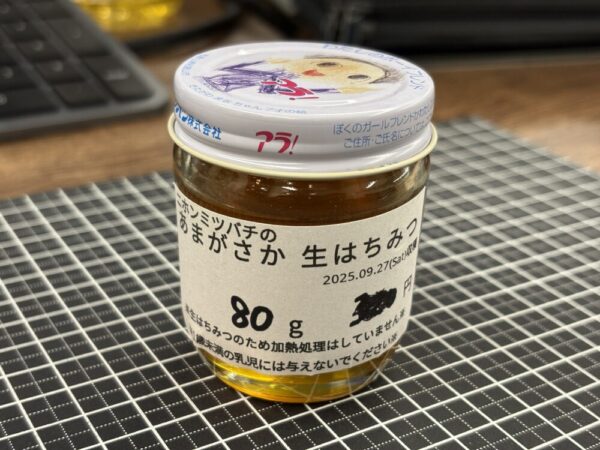 アラ!
株式会社
アラ!
ぼくのガールフレンド
ご住所・ご氏名について
ニホンミツバチの
あまがさか 生はちみつ
2025.09.27(Sat)収穫
80 g 円
※生はちみつのため加熱処理はしていません※
歳未満の乳児には与えないでください※